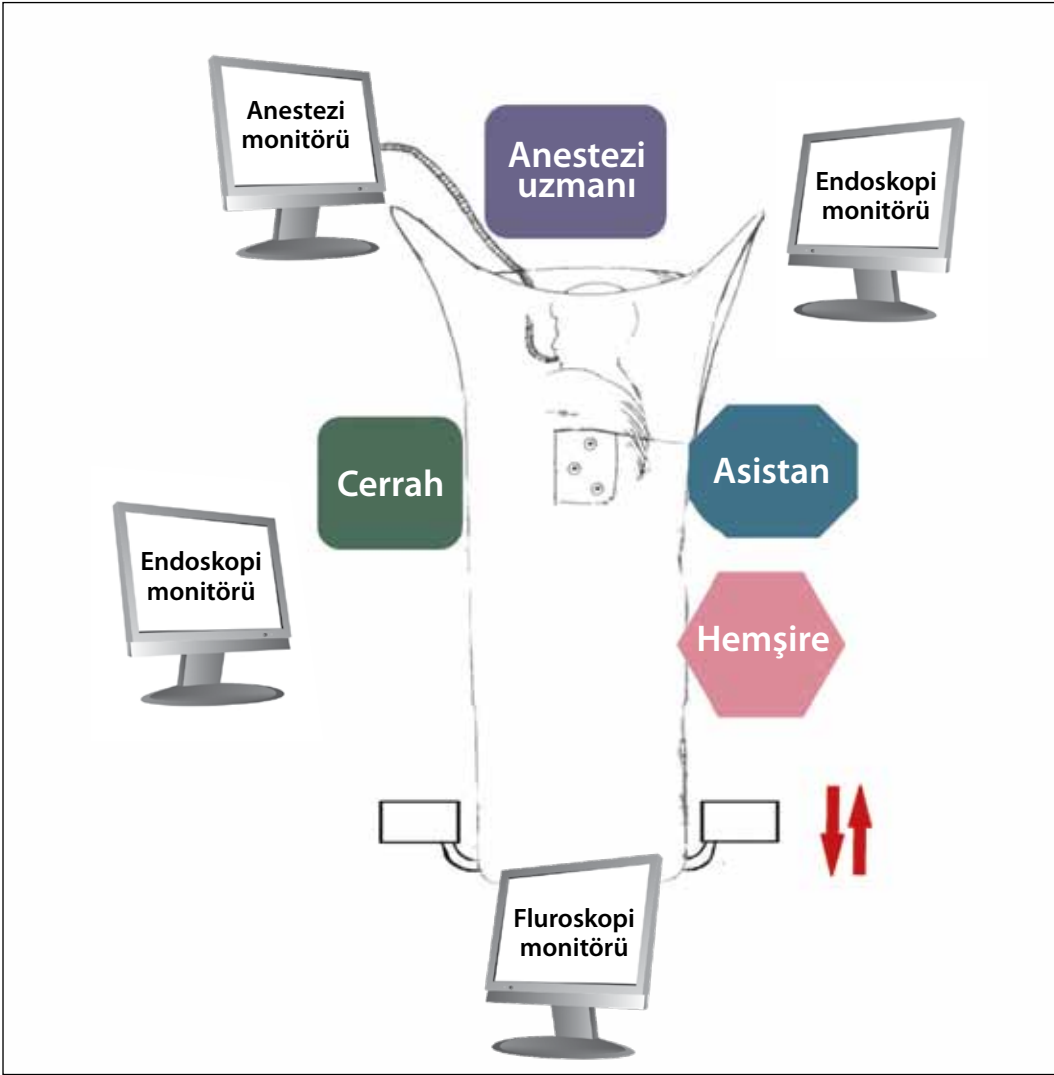 Anestezi
monitörü
Anestezi
uzmanı
Endoskopi
monitörü
Cerrah
Asistan
Endoskopi
monitörü
Hemşire
Fluroskopi
monitörü